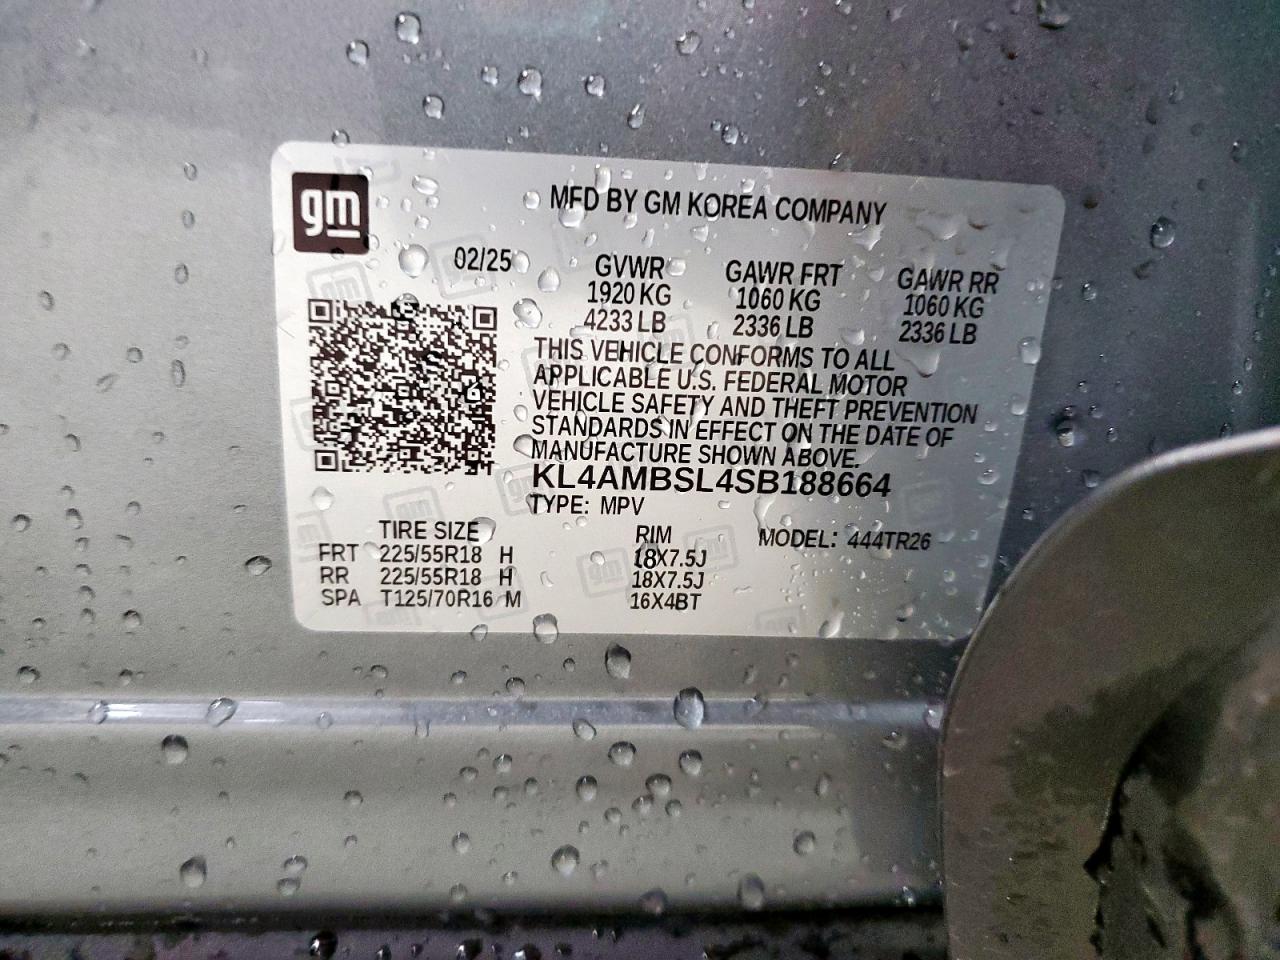 gm
MFD BY GM KOREA COMPANY
02/25 GVWR GAWR FRT GAWR RR
1920 KG 1060 KG 1060 KG
4233 LB 2336 LB 2336 LB
THIS VEHICLE CONFORMS TO ALL
APPLICABLE U.S. FEDERAL MOTOR
VEHICLE SAFETY AND THEFT PREVENTION
STANDARDS IN EFFECT ON THE DATE OF
MANUFACTURE SHOWN ABOVE.
KL4AMBSL4SB188664
TYPE: MPV
TIRE SIZE RIM MODEL: 444TR26
FRT 225/55R18 H 18X7.5J
RR 225/55R18 H 18X7.5J
SPA T125/70R16 M 16X4BT